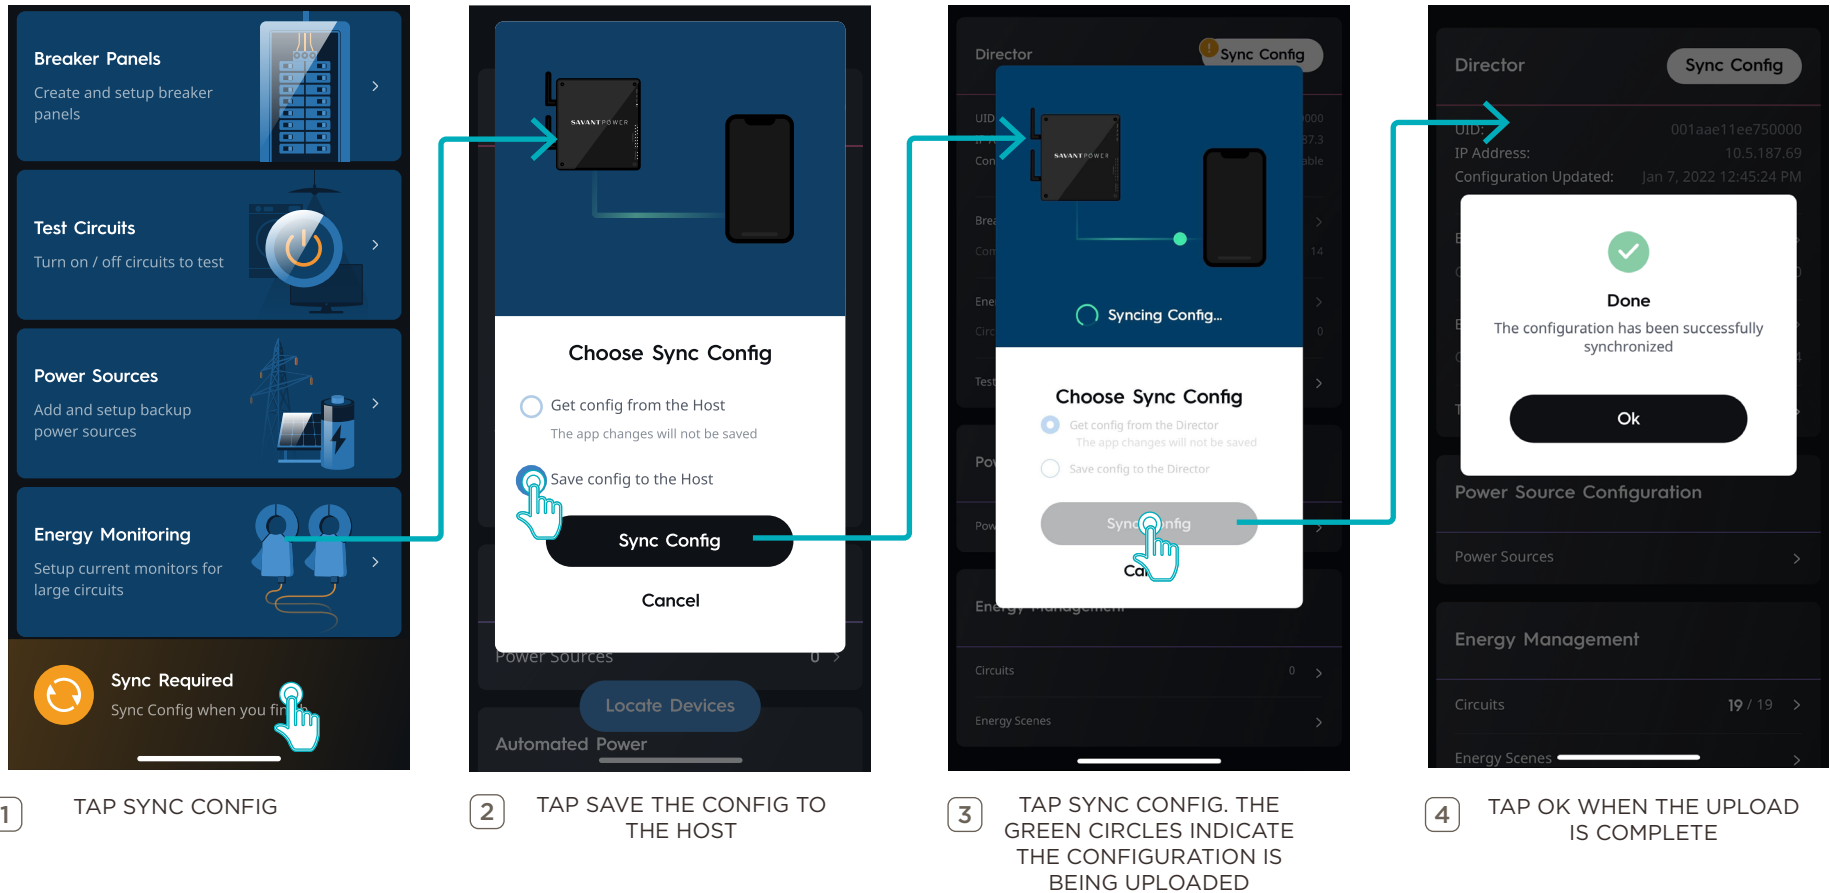 Breaker Panels
Create and setup breaker
panels
Test Circuits
Turn on / off circuits to test
Power Sources
Add and setup backup
power sources
Energy Monitoring
Setup current monitors for
large circuits
Sync Required
Sync Config when you
1
TAP SYNC CONFIG
SAVANT POWER
Choose Sync Config
Get config from the Host
The app changes will not be saved
Save config to the Host
Sync Config
Cancel
Power Sources 0
Locate Devices
Automated Power
2
TAP SAVE THE CONFIG TO
THE HOST
Director
! Sync Config
UID
SAVANT POWER
Syncing Config...
14
0
Choose Sync Config
Get config from the Director
The app changes will not be saved
Save config to the Director
Sync Config
Energy Management
Circuits 0
Energy Scenes
3
TAP SYNC CONFIG. THE
GREEN CIRCLES INDICATE
THE CONFIGURATION IS
BEING UPLOADED
Director
Sync Config
UID: 001aae11ee750000
IP Address: 10.5.187.69
Configuration Updated: Jan 7, 2022 12:45:24 PM
Done
The configuration has been successfully
synchronized
Ok
Power Source Configuration
Power Sources
Energy Management
Circuits 19 / 19
Energy Scenes
4
TAP OK WHEN THE UPLOAD
IS COMPLETE